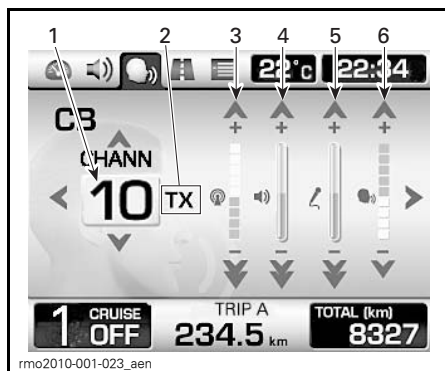 1 2 3 4 5 6
22°c 22:34
CB
CHANN
10 TX
+ + + +
− − − −
1 CRUISE OFF
TRIP A
234.5 km
TOTAL (km)
8327
rmo2010-001-023_aen